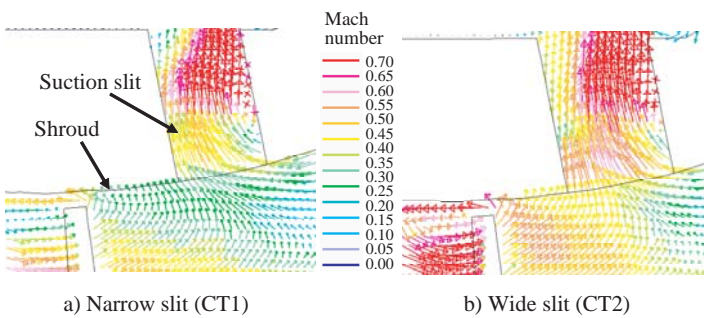 Mach
number
Suction slit
Shroud
0.70
0.65
0.60
0.55
0.50
0.45
0.40
0.35
0.30
0.25
0.20
0.15
0.10
0.05
0.00
a) Narrow slit (CT1)
b) Wide slit (CT2)